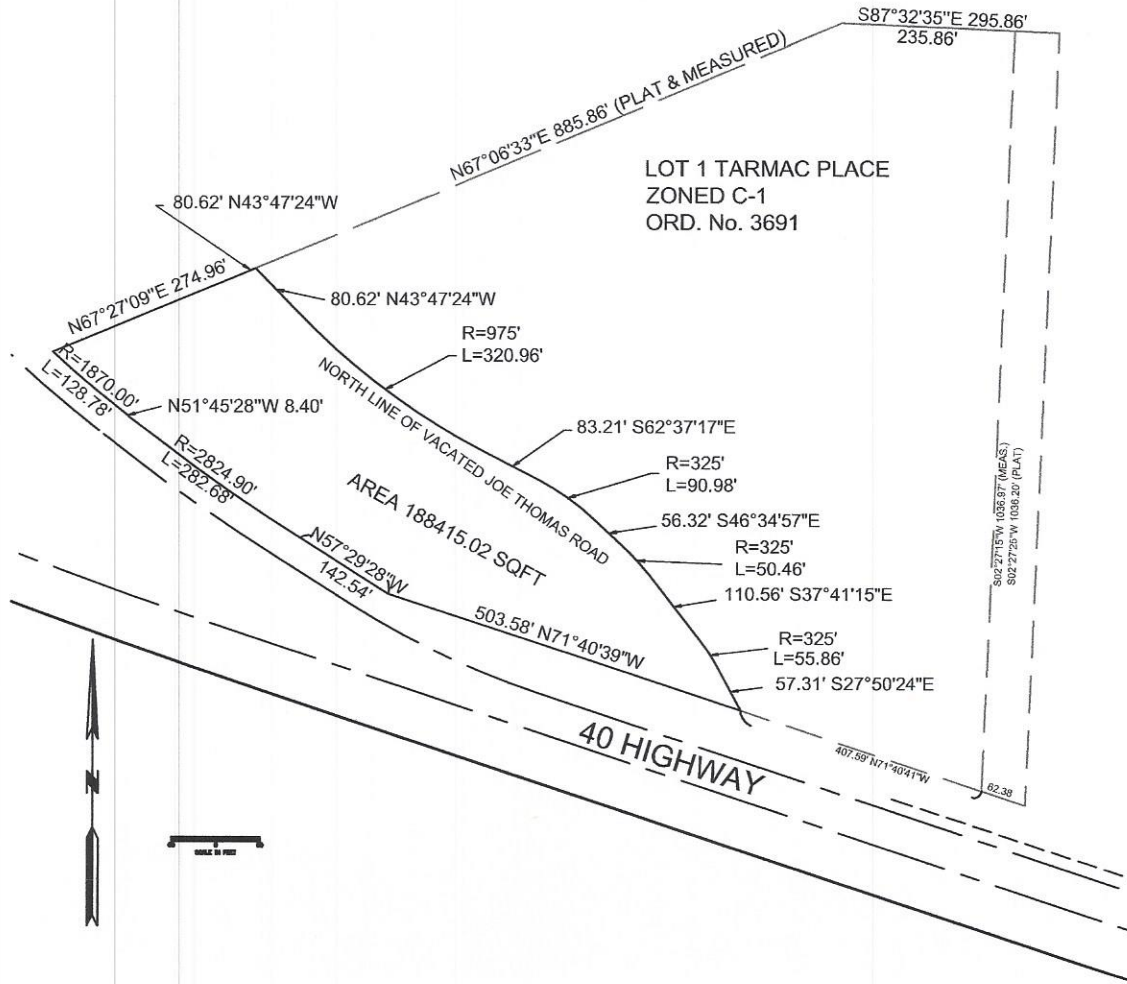 S87°32'35"E 295.86'
235.86'
N67°06'33"E 885.86' (PLAT & MEASURED)
LOT 1 TARMAC PLACE
ZONED C-1
ORD. No. 3691
80.62' N43°47'24"W
N67°27'09"E 274.96'
80.62' N43°47'24"W
R=975'
L=320.96'
R=1870.00'
L=128.78'
N51°45'28"W 8.40'
NORTH LINE OF VACATED JOE THOMAS ROAD
83.21' S62°37'17"E
R=325'
L=90.98'
R=2824.90'
L=282.68'
AREA 188415.02 SQFT
56.32' S46°34'57"E
R=325'
L=50.46'
N57°29'28"W
142.54'
110.56' S37°41'15"E
503.58' N71°40'39"W
R=325'
L=55.86'
57.31' S27°50'24"E
S02°27'15"W 1036.97' (MEAS.)
S02°27'26"W 1036.20' (PLAT)
40 HIGHWAY
407.59' N71°40'41"W
62.38
N
SCALE IN FEET